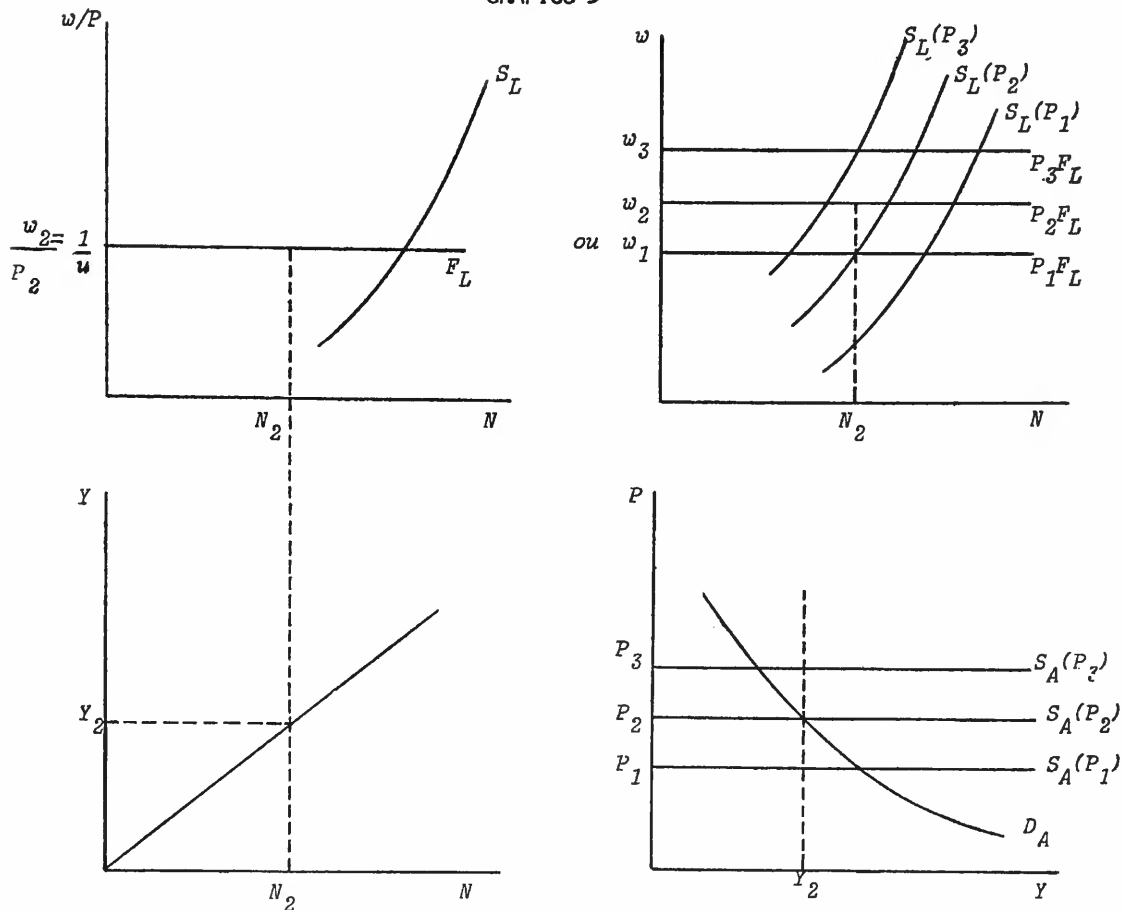 w/P
S_L
w_2 = 1
P_2 u
F_L
N_2
N
w
S_L(P_3)
S_L(P_2)
S_L(P_1)
w_3
P_3F_L
w_2
P_2F_L
ou w_1
P_1F_L
N_2
N
Y
Y_2
N_2
N
P
P_3
S_A(P_3)
P_2
S_A(P_2)
P_1
S_A(P_1)
D_A
Y_2
Y